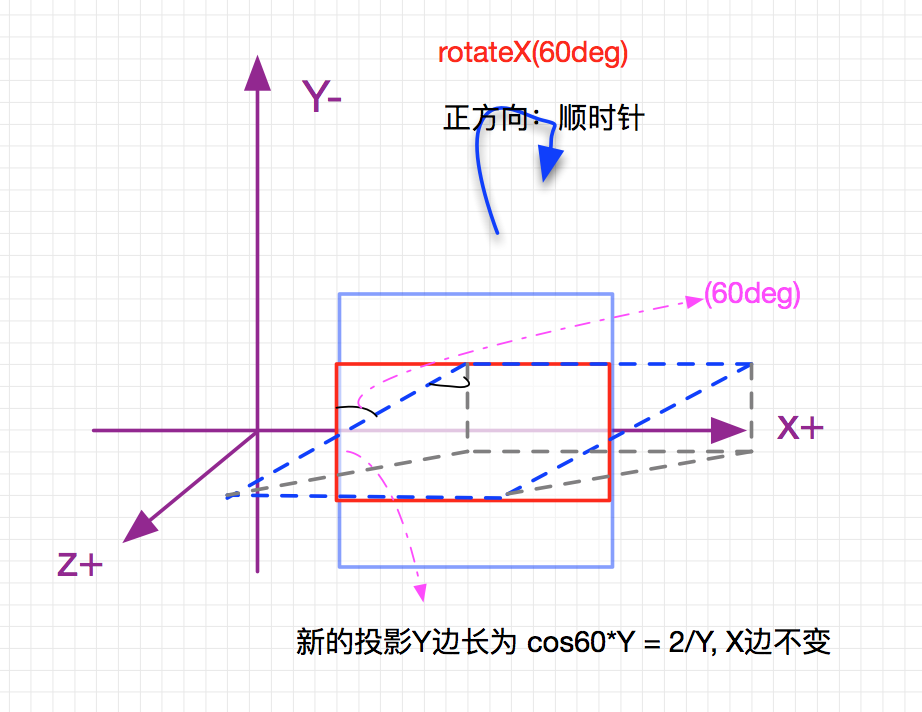 rotateX(60deg)
Y-
正方向：顺时针
(60deg)
X+
Z+
新的投影Y边长为 cos60*Y = 2/Y, X边不变